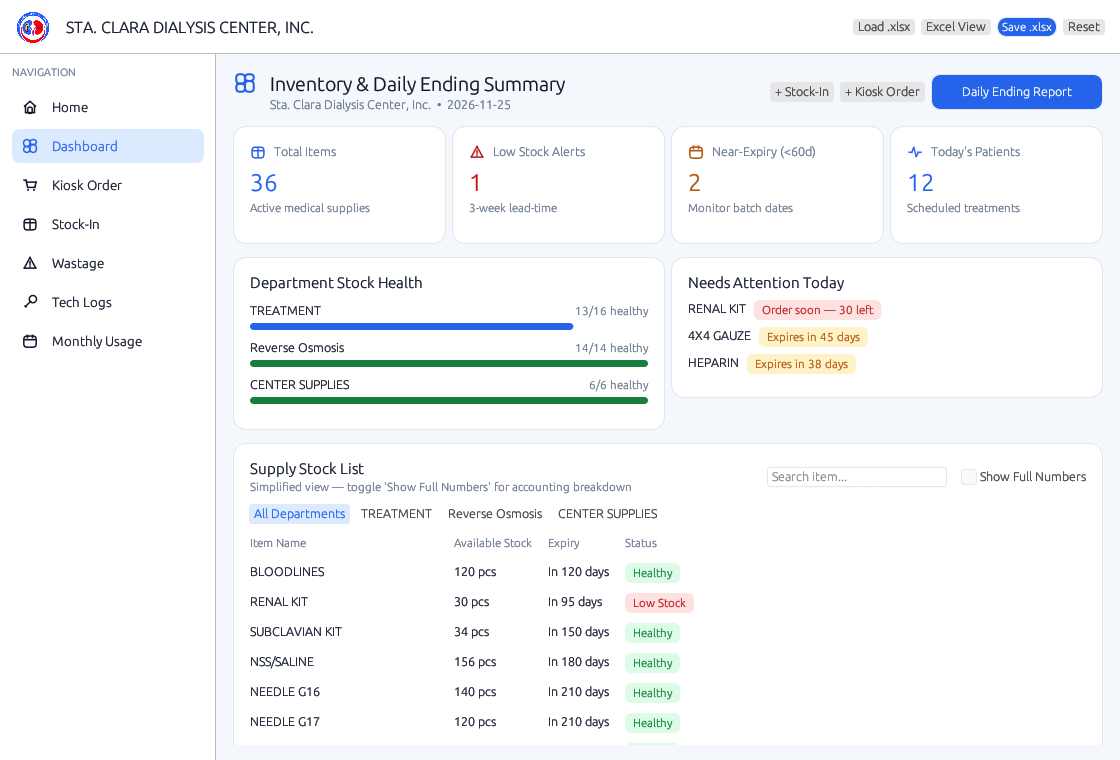 STA. CLARA DIALYSIS CENTER, INC.
Load .xlsx
Excel View
Save .xlsx
Reset
NAVIGATION
Home
Dashboard
Kiosk Order
Stock-In
Wastage
Tech Logs
Monthly Usage
Inventory & Daily Ending Summary
Sta. Clara Dialysis Center, Inc. • 2026-11-25
+ Stock-In
+ Kiosk Order
Daily Ending Report
Total Items
36
Active medical supplies
Low Stock Alerts
1
3-week lead-time
Near-Expiry (<60d)
2
Monitor batch dates
Today's Patients
12
Scheduled treatments
Department Stock Health
TREATMENT 13/16 healthy
Reverse Osmosis 14/14 healthy
CENTER SUPPLIES 6/6 healthy
Needs Attention Today
RENAL KIT Order soon — 30 left
4X4 GAUZE Expires in 45 days
HEPARIN Expires in 38 days
Supply Stock List
Simplified view — toggle 'Show Full Numbers' for accounting breakdown
Search item...
Show Full Numbers
All Departments TREATMENT Reverse Osmosis CENTER SUPPLIES
Item Name Available Stock Expiry Status
BLOODLINES 120 pcs In 120 days Healthy
RENAL KIT 30 pcs In 95 days Low Stock
SUBCLAVIAN KIT 34 pcs In 150 days Healthy
NSS/SALINE 156 pcs In 180 days Healthy
NEEDLE G16 140 pcs In 210 days Healthy
NEEDLE G17 120 pcs In 210 days Healthy